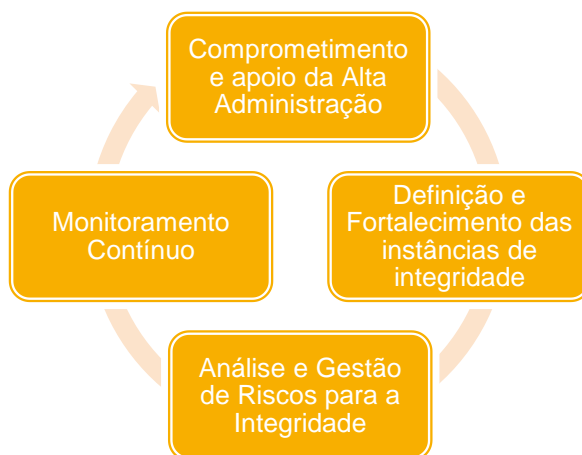 Comprometimento
e apoio da Alta
Administração
Definição e
Fortalecimento das
instâncias de
integridade
Análise e Gestão
de Riscos para a
Integridade
Monitoramento
Contínuo